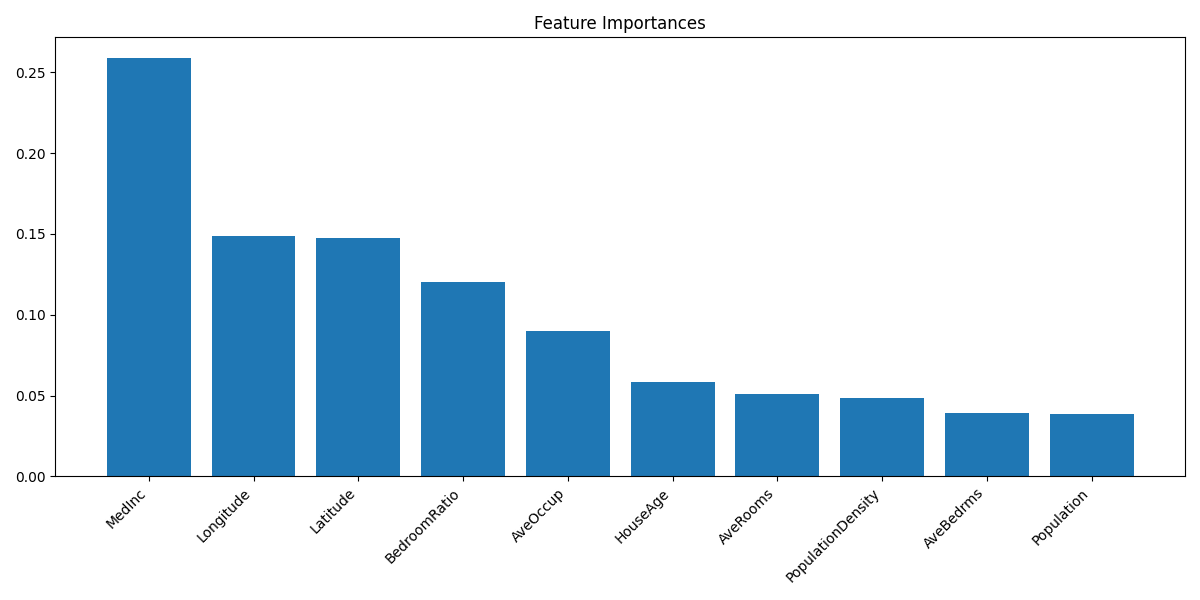 Feature Importances
0.25
0.20
0.15
0.10
0.05
0.00
MedInc
Longitude
Latitude
BedroomRatio
AveOccup
HouseAge
AveRooms
PopulationDensity
AveBedrms
Population